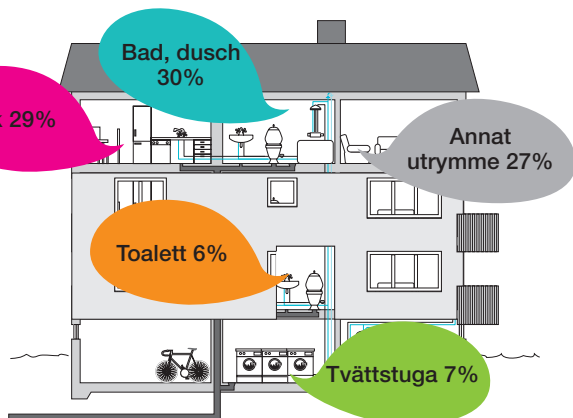 Bad, dusch
30%
29%
Annat
utrymme 27%
Toalett 6%
Tvättstuga 7%